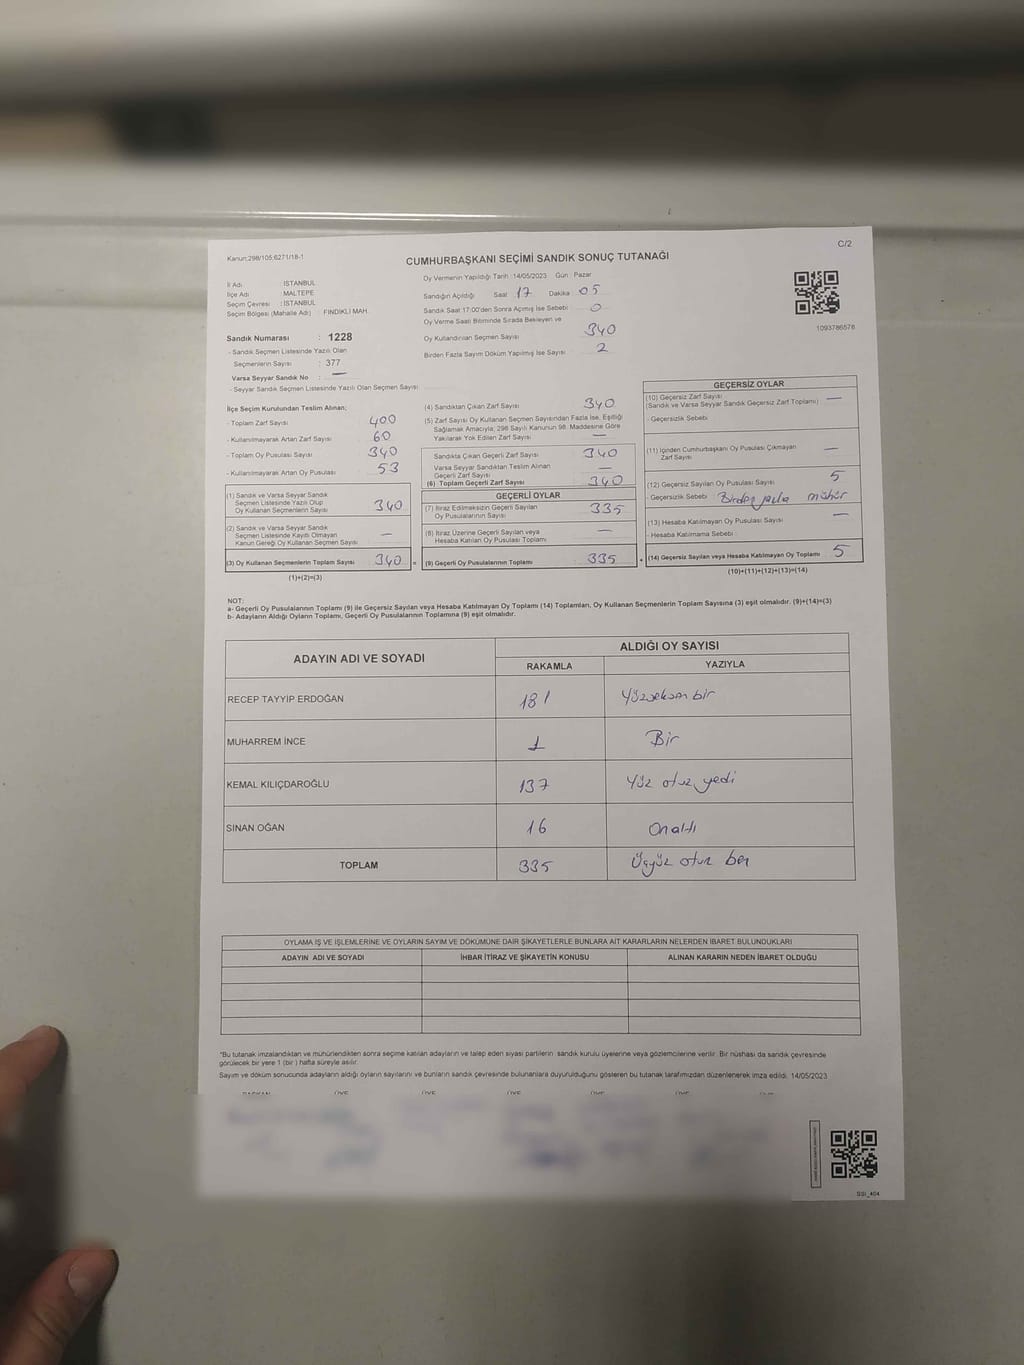 C/2
Kanun:298/105;6271/18-1
CUMHURBAŞKANI SEÇİMİ SANDIK SONUÇ TUTANAĞI
Oy Vermenin Yapıldığı Tarih :14/05/2023 Gün : Pazar
İl Adı : İSTANBUL
İlçe Adı : MALTEPE
Seçim Çevresi : İSTANBUL
Seçim Bölgesi (Mahalle Adı) : FINDIKLI MAH.
Sandığın Açıldığı Saat 17 Dakika 05
Sandık Saat 17:00'den Sonra Açılmış İse Sebebi 0
Oy Verme Saati Bitiminde Sırada Bekleyen ve
Oy Kullandırılan Seçmen Sayısı 340
Birden Fazla Sayım Döküm Yapılmış İse Sayısı 2
1093786576
Sandık Numarası : 1228
- Sandık Seçmen Listesinde Yazılı Olan
Seçmenlerin Sayısı : 377
Varsa Seyyar Sandık No : —
- Seyyar Sandık Seçmen Listesinde Yazılı Olan Seçmen Sayısı
İlçe Seçim Kurulundan Teslim Alınan;
- Toplam Zarf Sayısı 400
- Kullanılmayarak Artan Zarf Sayısı 60
- Toplam Oy Pusulası Sayısı 340
- Kullanılmayarak Artan Oy Pusulası 53
(1) Sandık ve Varsa Seyyar Sandık
Seçmen Listesinde Yazılı Olup
Oy Kullanan Seçmenlerin Sayısı 340
(2) Sandık ve Varsa Seyyar Sandık
Seçmen Listesinde Kayıtlı Olmayan
Kanun Gereği Oy Kullanan Seçmen Sayısı —
(3) Oy Kullanan Seçmenlerin Toplam Sayısı 340 =
(1)+(2)=(3)
(4) Sandıktan Çıkan Zarf Sayısı 340
(5) Zarf Sayısı Oy Kullanan Seçmen Sayısından Fazla İse, Eşitliği
Sağlamak Amacıyla; 298 Sayılı Kanunun 98. Maddesine Göre
Yakılarak Yok Edilen Zarf Sayısı —
Sandıkta Çıkan Geçerli Zarf Sayısı 340
Varsa Seyyar Sandıktan Teslim Alınan
Geçerli Zarf Sayısı —
(6) Toplam Geçerli Zarf Sayısı 340
GEÇERLİ OYLAR
(7) İtiraz Edilmeksizin Geçerli Sayılan
Oy Pusulalarının Sayısı 335
(8) İtiraz Üzerine Geçerli Sayılan veya
Hesaba Katılan Oy Pusulası Toplamı —
(9) Geçerli Oy Pusulalarının Toplamı 335 +
GEÇERSİZ OYLAR
(10) Geçersiz Zarf Sayısı
(Sandık ve Varsa Seyyar Sandık Geçersiz Zarf Toplamı) —
- Geçersizlik Sebebi :
(11) İçinden Cumhurbaşkanı Oy Pusulası Çıkmayan
Zarf Sayısı —
(12) Geçersiz Sayılan Oy Pusulası Sayısı 5
- Geçersizlik Sebebi : Birden fazla mühür
(13) Hesaba Katılmayan Oy Pusulası Sayısı —
- Hesaba Katılmama Sebebi :
(14) Geçersiz Sayılan veya Hesaba Katılmayan Oy Toplamı 5
(10)+(11)+(12)+(13)=(14)
NOT:
a- Geçerli Oy Pusulalarının Toplamı (9) ile Geçersiz Sayılan veya Hesaba Katılmayan Oy Toplamı (14) Toplamları, Oy Kullanan Seçmenlerin Toplam Sayısına (3) eşit olmalıdır. (9)+(14)=(3)
b- Adayların Aldığı Oyların Toplamı, Geçerli Oy Pusulalarının Toplamına (9) eşit olmalıdır.
ADAYIN ADI VE SOYADI
ALDIĞI OY SAYISI
RAKAMLA YAZIYLA
RECEP TAYYİP ERDOĞAN 181 Yüzseksen bir
MUHARREM İNCE 1 Bir
KEMAL KILIÇDAROĞLU 137 Yüz otuz yedi
SİNAN OĞAN 16 Onaltı
TOPLAM 335 Üçyüz otuz beş
OYLAMA İŞ VE İŞLEMLERİNE VE OYLARIN SAYIM VE DÖKÜMÜNE DAİR ŞİKAYETLERLE BUNLARA AİT KARARLARIN NELERDEN İBARET BULUNDUKLARI
ADAYIN ADI VE SOYADI İHBAR İTİRAZ VE ŞİKAYETİN KONUSU ALINAN KARARIN NEDEN İBARET OLDUĞU
*Bu tutanak imzalandıktan ve mühürlendikten sonra seçime katılan adayların ve talep eden siyasi partilerin sandık kurulu üyelerine veya gözlemcilerine verilir. Bir nüshası da sandık çevresinde
görülecek bir yere 1 (bir) hafta süreyle asılır.
Sayım ve döküm sonucunda adayların aldığı oyların sayılarını ve bunların sandık çevresinde bulunanlara duyurulduğunu gösteren bu tutanak tarafımızdan düzenlenerek imza edildi. 14/05/2023
BAŞKAN ÜYE ÜYE ÜYE ÜYE ÜYE ÜYE
SSİ_404